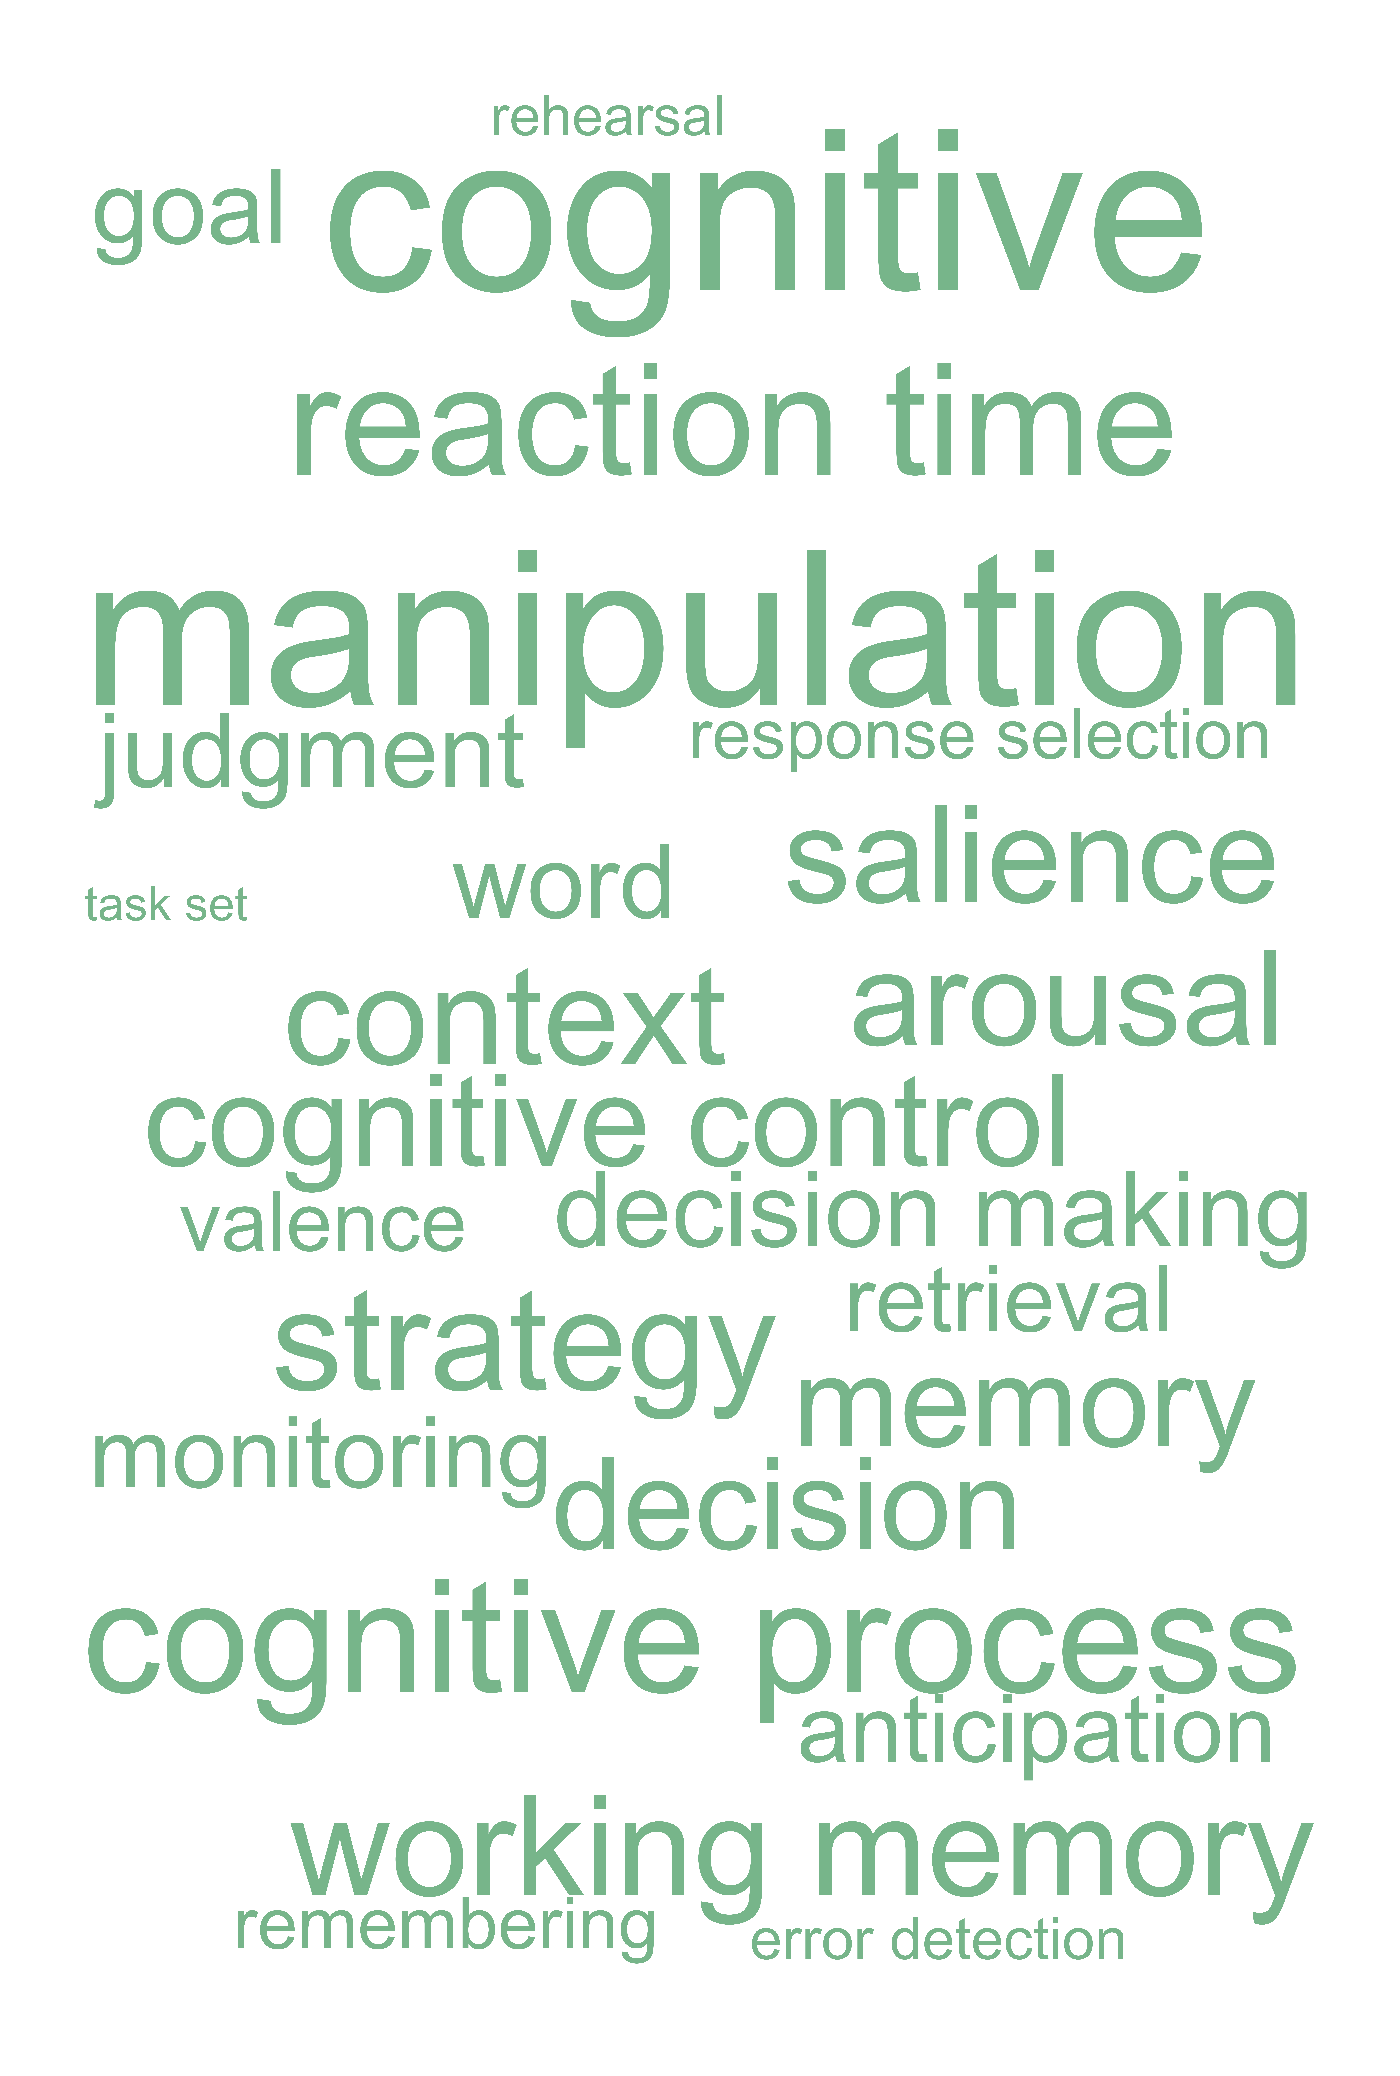 rehearsal
goal cognitive
reaction time
manipulation
judgment response selection
salience
task set word
context arousal
cognitive control
valence decision making
strategy retrieval
memory
monitoring
decision
cognitive process
anticipation
working memory
remembering error detection